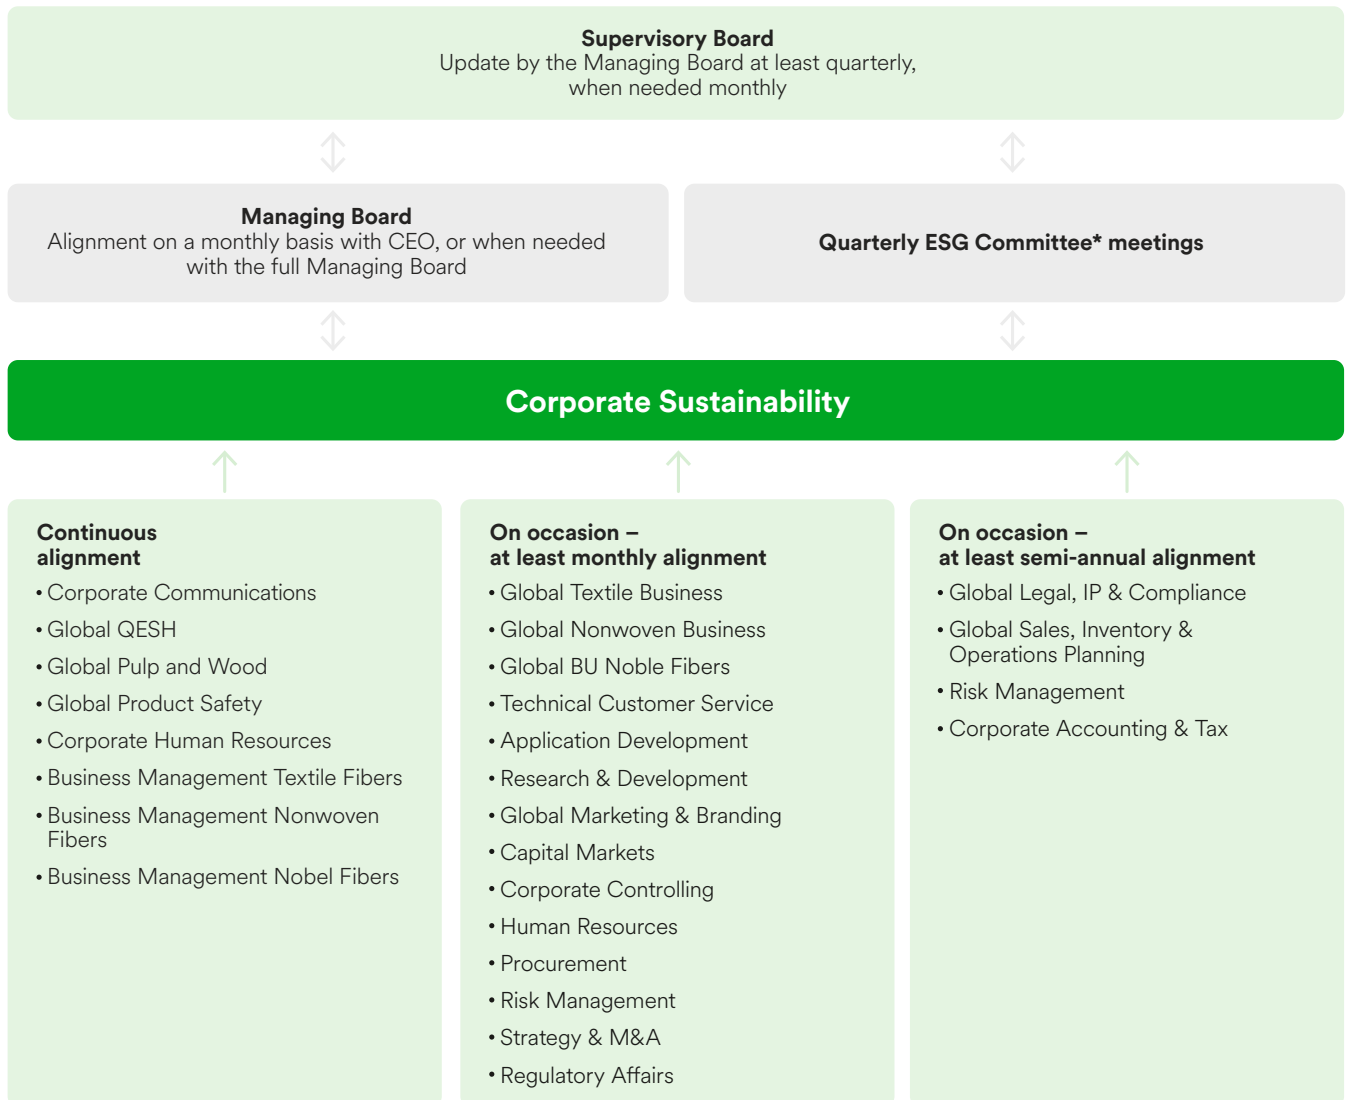 Supervisory Board
Update by the Managing Board at least quarterly,
when needed monthly
Managing Board
Alignment on a monthly basis with CEO, or when needed
with the full Managing Board
Quarterly ESG Committee* meetings
Corporate Sustainability
Continuous
alignment
• Corporate Communications
• Global QESH
• Global Pulp and Wood
• Global Product Safety
• Corporate Human Resources
• Business Management Textile Fibers
• Business Management Nonwoven
Fibers
• Business Management Nobel Fibers
On occasion –
at least monthly alignment
• Global Textile Business
• Global Nonwoven Business
• Global BU Noble Fibers
• Technical Customer Service
• Application Development
• Research & Development
• Global Marketing & Branding
• Capital Markets
• Corporate Controlling
• Human Resources
• Procurement
• Risk Management
• Strategy & M&A
• Regulatory Affairs
On occasion –
at least semi-annual alignment
• Global Legal, IP & Compliance
• Global Sales, Inventory &
Operations Planning
• Risk Management
• Corporate Accounting & Tax